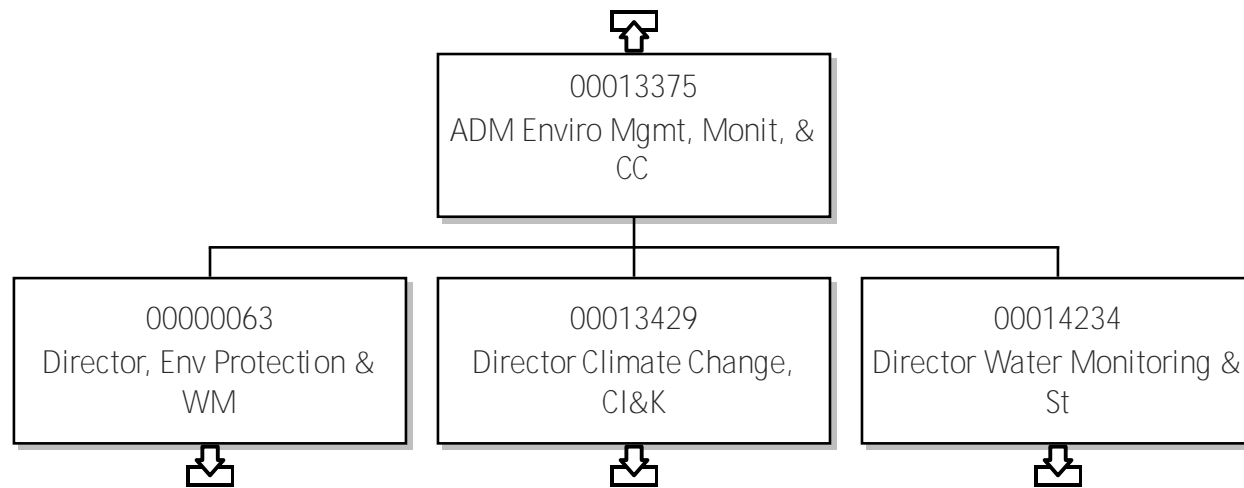 00013375
ADM Enviro Mgmt, Monit, &
CC
00000063
Director, Env Protection &
WM
00013429
Director Climate Change,
CI&K
00014234
Director Water Monitoring &
St